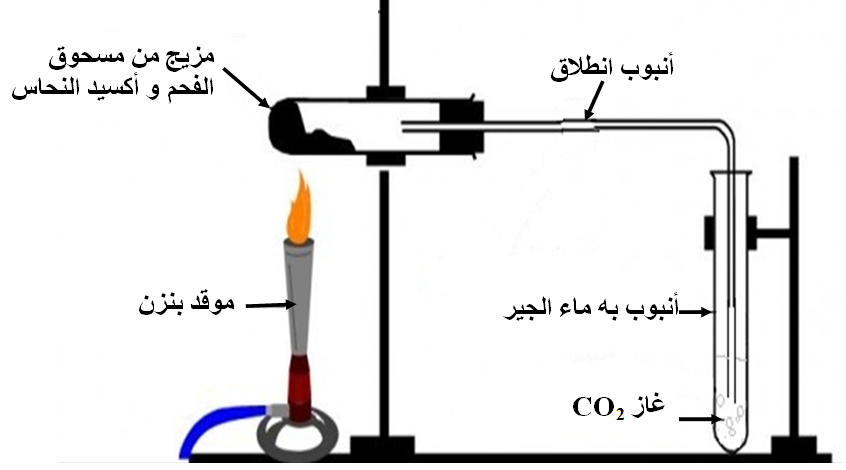 مزيج من مسحوق
الفحم و أكسيد النحاس
أنبوب انطلاق
موقد بنزن
أنبوب به ماء الجير
غاز CO₂